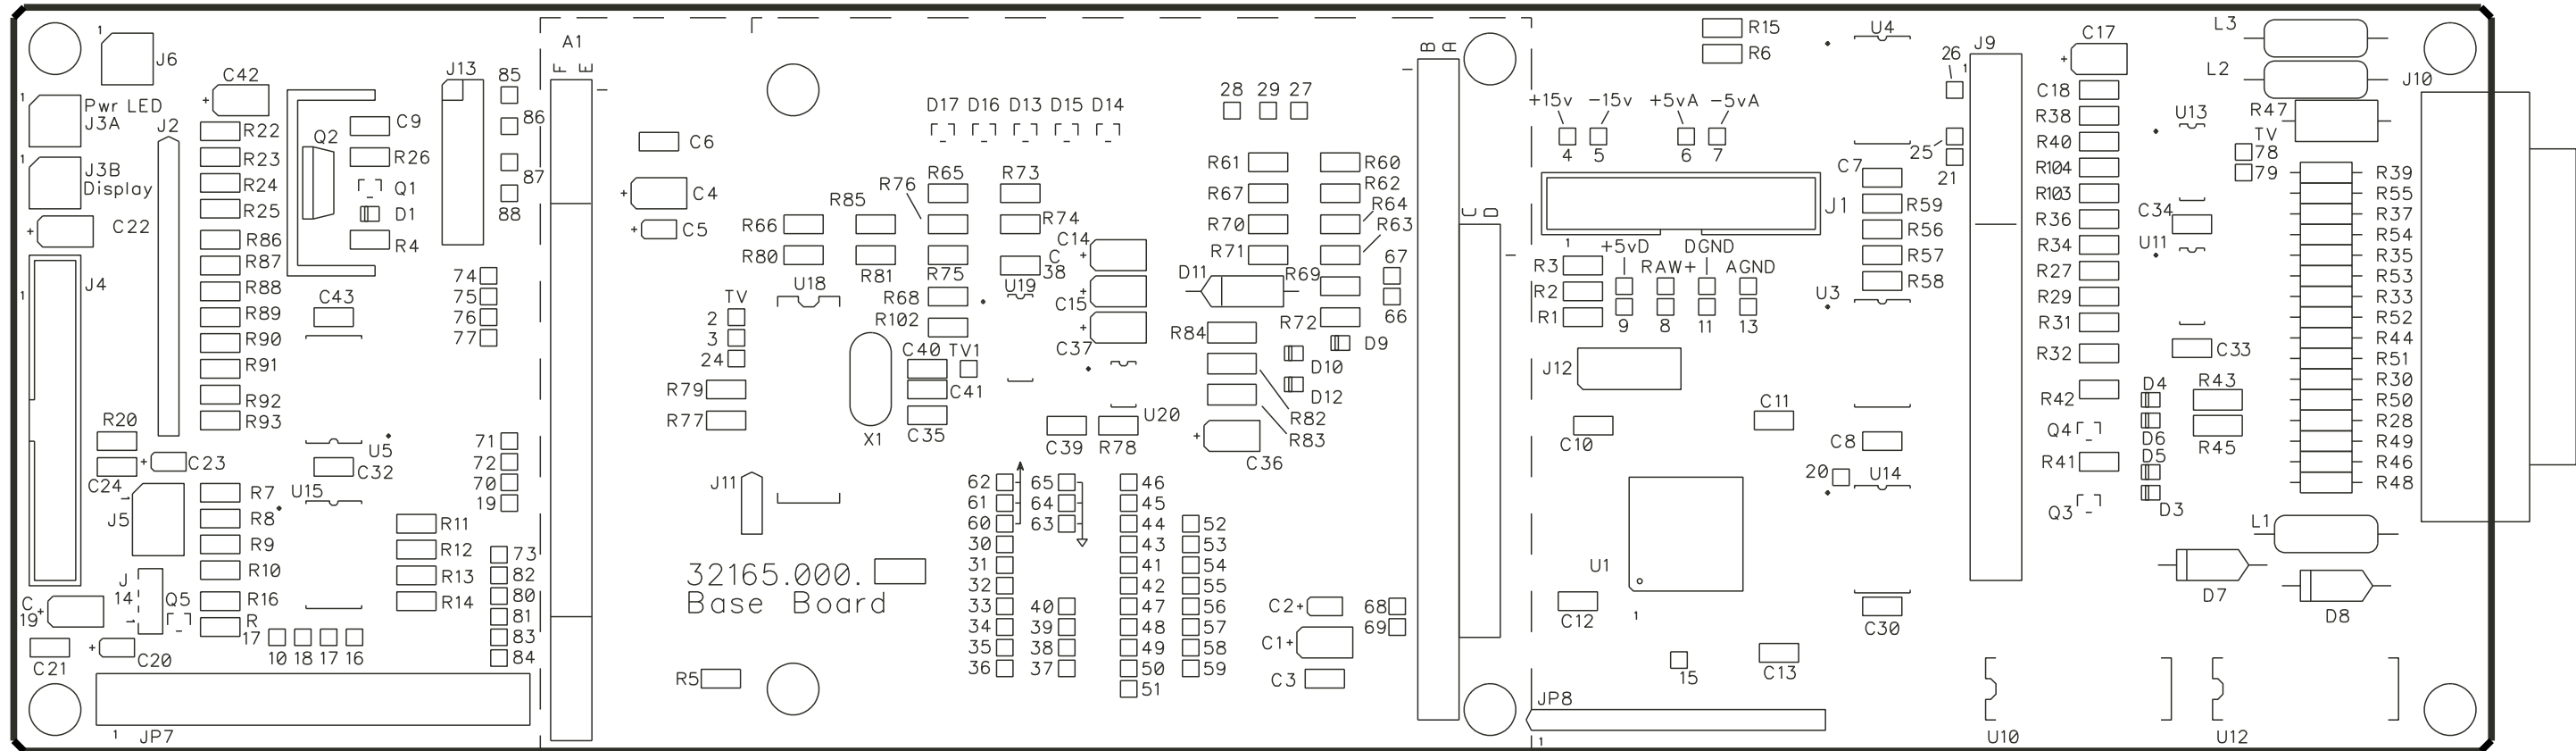 1
J6
Pwr LED
J3A
1
J3B
Display
1
C42
+
J2
C22
+
J4
1
R22
R23
R24
R25
R86
R87
R88
R89
R90
R91
R92
R93
Q2
C9
R26
Q1
D1
R4
C43
J13
85
86
87
88
74
75
76
77
R20
C23
+
C24
J5
1
U5
C32
U15
71
72
70
19
R7
R8
R9
R10
R16
R
17
R11
R12
R13
R14
73
82
80
81
83
84
J
14
1
Q5
C
19
+
C21
C20
+
10 18 17 16
1
JP7
A1
F E
C6
C4
+
C5
+
R66
R80
R85
R81
R76
R65
R75
R73
R74
C
38
D17 D16 D13 D15 D14
C14
+
C15
+
C37
+
U18
U19
R68
R102
TV
2
3
24
R79
R77
X1
C40
TV1
C41
C35
C39
R78
U20
J11
32165.000.
Base Board
R5
28 29 27
R61
R67
R70
R71
R60
R62
R64
R63
67
66
D11
R69
R72
D9
R84
D10
D12
R82
R83
C36
+
62
61
60
30
31
32
33
34
35
36
65
64
63
40
39
38
37
46
45
44
43
41
42
47
48
49
50
51
52
53
54
55
56
57
58
59
C2
+
C1
+
C3
68
69
B A
C D
R15
R6
+15v -15v +5vA -5vA
4 5 6 7
J1
1
+5vD DGND
RAW+ AGND
9 8 11 13
R3
R2
R1
J12
C10
C11
U1
1
C12
C13
15
JP8
1
U4
C7
R59
R56
R57
R58
U3
C8
20
U14
C30
26
25
21
J9
1
C17
+
C18
R38
R40
R104
R103
R36
R34
R27
R29
R31
R32
R42
Q4
R41
Q3
U13
C34
U11
C33
D4
D6
D5
D3
R43
R45
L3
L2
R47
TV
78
79
J10
R39
R55
R37
R54
R35
R53
R33
R52
R44
R51
R30
R50
R28
R49
R46
R48
L1
D7
D8
U10
U12